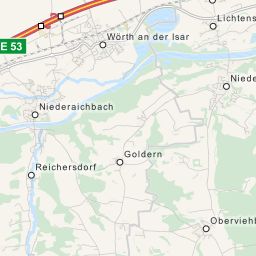 Lichtens
E 53
Wörth an der Isar
Niede
Niederaichbach
Goldern
Reichersdorf
Oberviehb